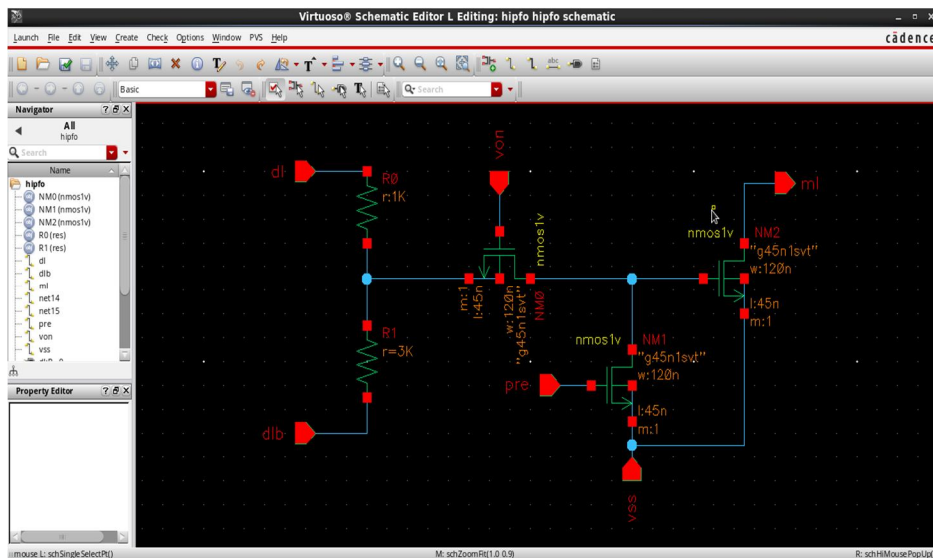 Virtuoso® Schematic Editor L Editing: hipfo hipfo schematic
Launch File Edit View Create Check Options Window PVS Help
cādence
Basic
Search
Navigator
All
hipfo
Search
Name
hipfo
NM0 (nmos1v)
NM1 (nmos1v)
NM2 (nmos1v)
R0 (res)
R1 (res)
dl
dlb
ml
net14
net15
pre
von
vss
Property Editor
dl
R0
r:1K
von
nmos1v
m:1
l:45n
w:120n
"g45n1svt"
NM0
R1
r=3K
dlb
ml
nmos1v
NM2
"g45n1svt"
w:120n
l:45n
m:1
nmos1v
NM1
"g45n1svt"
w:120n
l:45n
m:1
pre
vss
mouse L: schSingleSelectPt()
M: schZoomFit(1.0 0.9)
R: schHiMousePopUp(